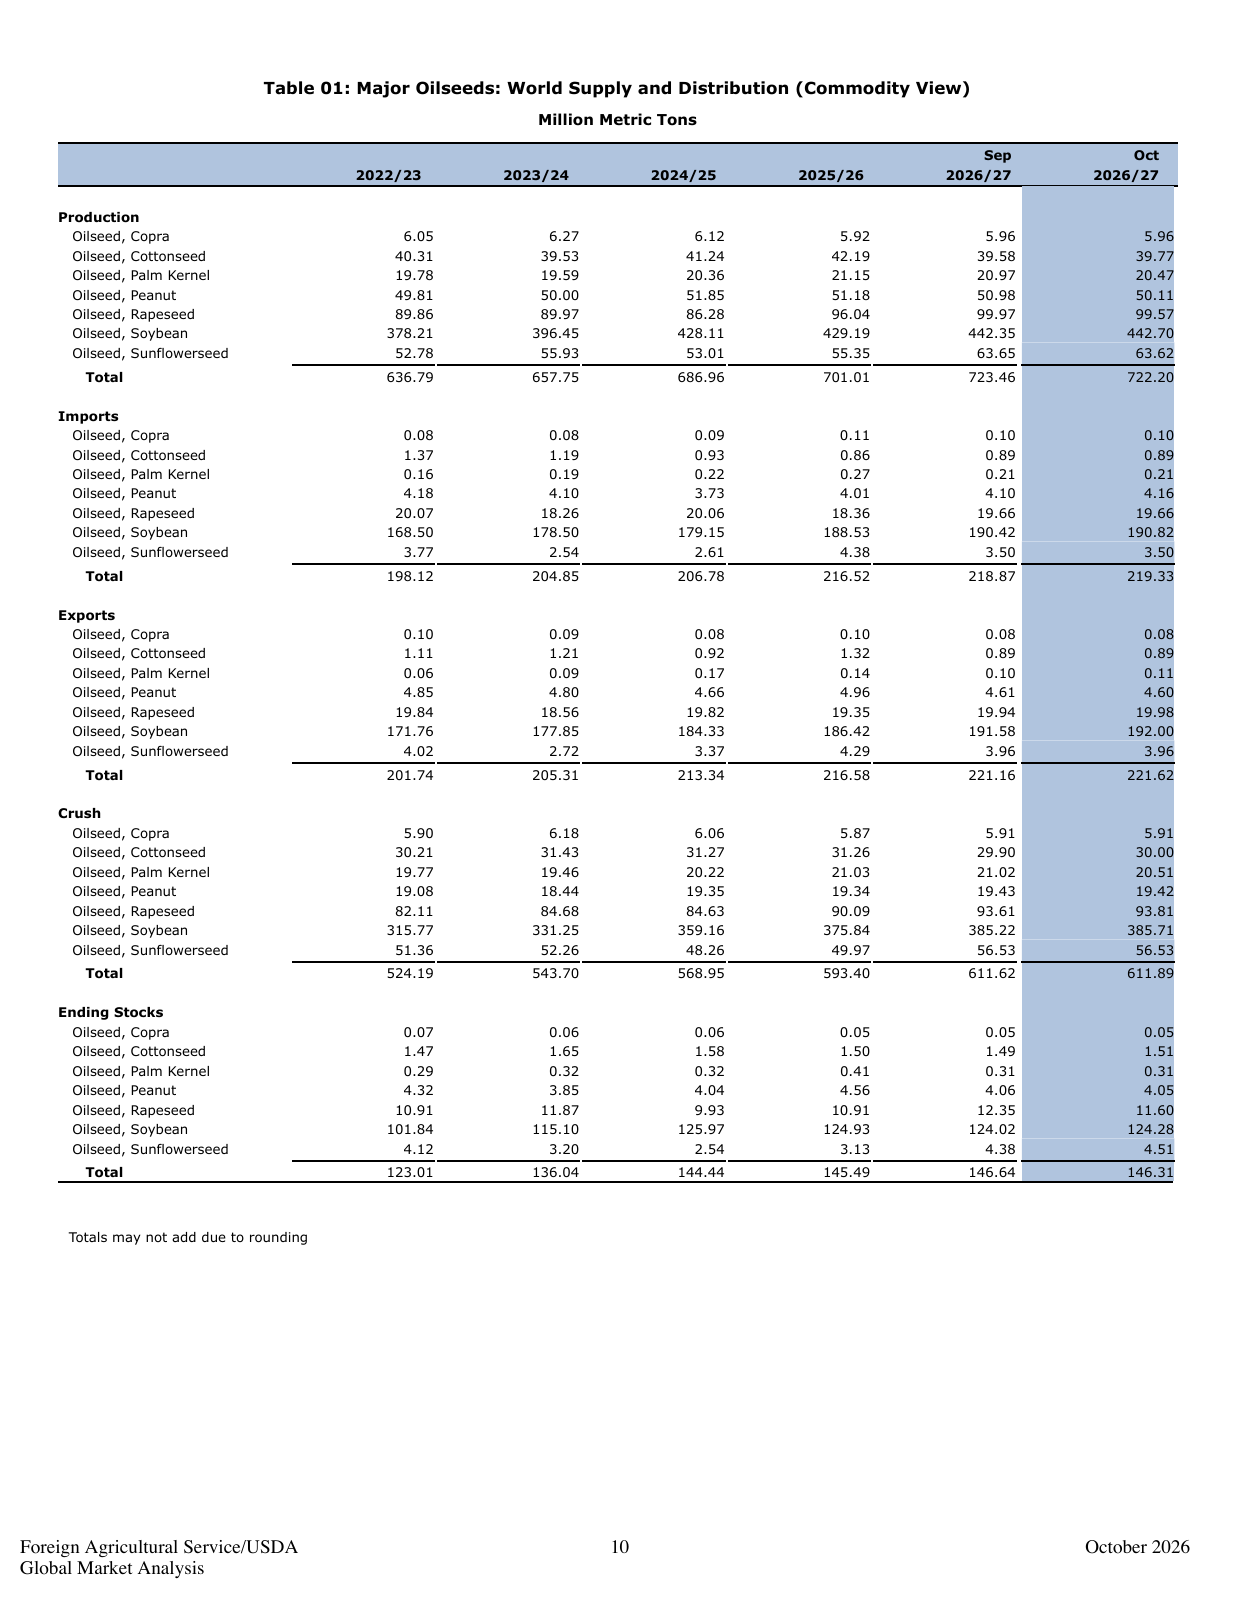 Table 01: Major Oilseeds: World Supply and Distribution (Commodity View)
Million Metric Tons
Sep Oct
2022/23 2023/24 2024/25 2025/26 2026/27 2026/27
Production
Oilseed, Copra 6.05 6.27 6.12 5.92 5.96 5.96
Oilseed, Cottonseed 40.31 39.53 41.24 42.19 39.58 39.77
Oilseed, Palm Kernel 19.78 19.59 20.36 21.15 20.97 20.47
Oilseed, Peanut 49.81 50.00 51.85 51.18 50.98 50.11
Oilseed, Rapeseed 89.86 89.97 86.28 96.04 99.97 99.57
Oilseed, Soybean 378.21 396.45 428.11 429.19 442.35 442.70
Oilseed, Sunflowerseed 52.78 55.93 53.01 55.35 63.65 63.62
Total 636.79 657.75 686.96 701.01 723.46 722.20
Imports
Oilseed, Copra 0.08 0.08 0.09 0.11 0.10 0.10
Oilseed, Cottonseed 1.37 1.19 0.93 0.86 0.89 0.89
Oilseed, Palm Kernel 0.16 0.19 0.22 0.27 0.21 0.21
Oilseed, Peanut 4.18 4.10 3.73 4.01 4.10 4.16
Oilseed, Rapeseed 20.07 18.26 20.06 18.36 19.66 19.66
Oilseed, Soybean 168.50 178.50 179.15 188.53 190.42 190.82
Oilseed, Sunflowerseed 3.77 2.54 2.61 4.38 3.50 3.50
Total 198.12 204.85 206.78 216.52 218.87 219.33
Exports
Oilseed, Copra 0.10 0.09 0.08 0.10 0.08 0.08
Oilseed, Cottonseed 1.11 1.21 0.92 1.32 0.89 0.89
Oilseed, Palm Kernel 0.06 0.09 0.17 0.14 0.10 0.11
Oilseed, Peanut 4.85 4.80 4.66 4.96 4.61 4.60
Oilseed, Rapeseed 19.84 18.56 19.82 19.35 19.94 19.98
Oilseed, Soybean 171.76 177.85 184.33 186.42 191.58 192.00
Oilseed, Sunflowerseed 4.02 2.72 3.37 4.29 3.96 3.96
Total 201.74 205.31 213.34 216.58 221.16 221.62
Crush
Oilseed, Copra 5.90 6.18 6.06 5.87 5.91 5.91
Oilseed, Cottonseed 30.21 31.43 31.27 31.26 29.90 30.00
Oilseed, Palm Kernel 19.77 19.46 20.22 21.03 21.02 20.51
Oilseed, Peanut 19.08 18.44 19.35 19.34 19.43 19.42
Oilseed, Rapeseed 82.11 84.68 84.63 90.09 93.61 93.81
Oilseed, Soybean 315.77 331.25 359.16 375.84 385.22 385.71
Oilseed, Sunflowerseed 51.36 52.26 48.26 49.97 56.53 56.53
Total 524.19 543.70 568.95 593.40 611.62 611.89
Ending Stocks
Oilseed, Copra 0.07 0.06 0.06 0.05 0.05 0.05
Oilseed, Cottonseed 1.47 1.65 1.58 1.50 1.49 1.51
Oilseed, Palm Kernel 0.29 0.32 0.32 0.41 0.31 0.31
Oilseed, Peanut 4.32 3.85 4.04 4.56 4.06 4.05
Oilseed, Rapeseed 10.91 11.87 9.93 10.91 12.35 11.60
Oilseed, Soybean 101.84 115.10 125.97 124.93 124.02 124.28
Oilseed, Sunflowerseed 4.12 3.20 2.54 3.13 4.38 4.51
Total 123.01 136.04 144.44 145.49 146.64 146.31
Totals may not add due to rounding
Foreign Agricultural Service/USDA 10 October 2026
Global Market Analysis